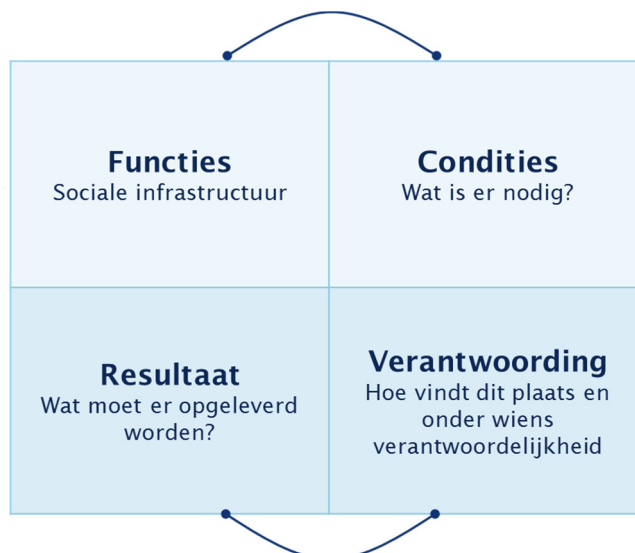 Functies
Sociale infrastructuur
Condities
Wat is er nodig?
Resultaat
Wat moet er opgeleverd
worden?
Verantwoording
Hoe vindt dit plaats en
onder wiens
verantwoordelijkheid